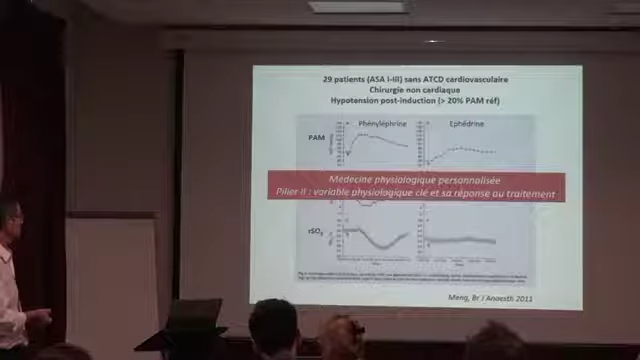 29 patients (ASA I-III) sans ATCD cardiovasculaire
Chirurgie non cardiaque
Hypotension post-induction (> 20% PAM réf)
Phényléphrine
Ephédrine
PAM
Médecine physiologique personnalisée
Pilier II : variable physiologique clé et sa réponse au traitement
rSO₂
Meng, Br J Anaesth 2011